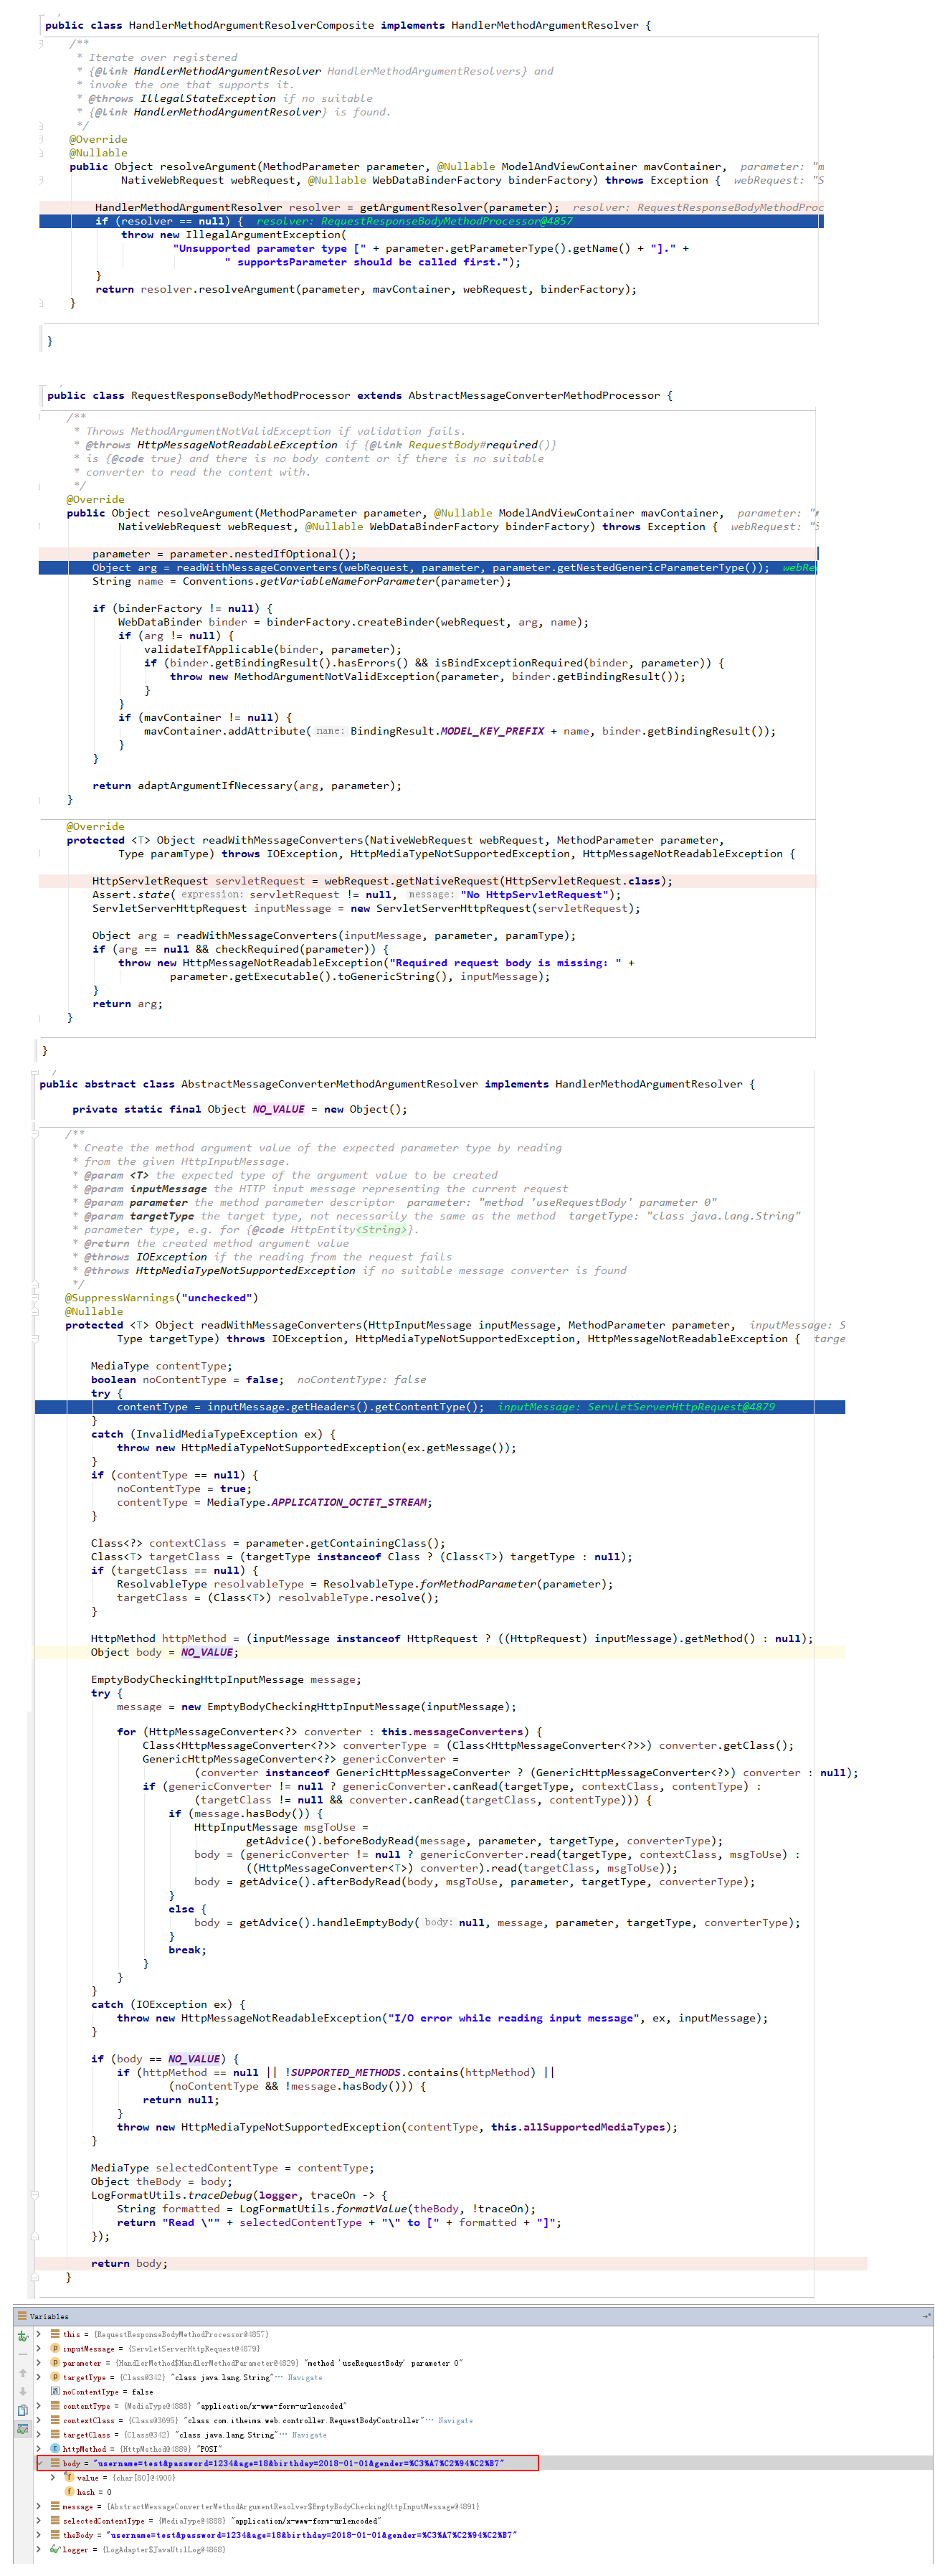 public class HandlerMethodArgumentResolverComposite implements HandlerMethodArgumentResolver {
/**
* Iterate over registered
* {@link HandlerMethodArgumentResolver HandlerMethodArgumentResolvers} and
* invoke the one that supports it.
* @throws IllegalStateException if no suitable
* {@link HandlerMethodArgumentResolver} is found.
*/
@Override
@Nullable
public Object resolveArgument(MethodParameter parameter, @Nullable ModelAndViewContainer mavContainer, parameter: "m
NativeWebRequest webRequest, @Nullable WebDataBinderFactory binderFactory) throws Exception { webRequest: "S
HandlerMethodArgumentResolver resolver = getArgumentResolver(parameter); resolver: RequestResponseBodyMethodProc
if (resolver == null) { resolver: RequestResponseBodyMethodProcessor@4857
throw new IllegalArgumentException(
"Unsupported parameter type [" + parameter.getParameterType().getName() + "]." +
" supportsParameter should be called first.");
}
return resolver.resolveArgument(parameter, mavContainer, webRequest, binderFactory);
}
}
public class RequestResponseBodyMethodProcessor extends AbstractMessageConverterMethodProcessor {
/**
* Throws MethodArgumentNotValidException if validation fails.
* @throws HttpMessageNotReadableException if {@link RequestBody#required()}
* is {@code true} and there is no body content or if there is no suitable
* converter to read the content with.
*/
@Override
public Object resolveArgument(MethodParameter parameter, @Nullable ModelAndViewContainer mavContainer, parameter: "m
NativeWebRequest webRequest, @Nullable WebDataBinderFactory binderFactory) throws Exception { webRequest: "S
parameter = parameter.nestedIfOptional();
Object arg = readWithMessageConverters(webRequest, parameter, parameter.getNestedGenericParameterType()); webRe
String name = Conventions.getVariableNameForParameter(parameter);
if (binderFactory != null) {
WebDataBinder binder = binderFactory.createBinder(webRequest, arg, name);
if (arg != null) {
validateIfApplicable(binder, parameter);
if (binder.getBindingResult().hasErrors() && isBindExceptionRequired(binder, parameter)) {
throw new MethodArgumentNotValidException(parameter, binder.getBindingResult());
}
}
if (mavContainer != null) {
mavContainer.addAttribute( name: BindingResult.MODEL_KEY_PREFIX + name, binder.getBindingResult());
}
}
return adaptArgumentIfNecessary(arg, parameter);
}
@Override
protected <T> Object readWithMessageConverters(NativeWebRequest webRequest, MethodParameter parameter,
Type paramType) throws IOException, HttpMediaTypeNotSupportedException, HttpMessageNotReadableException {
HttpServletRequest servletRequest = webRequest.getNativeRequest(HttpServletRequest.class);
Assert.state( expression: servletRequest != null, message: "No HttpServletRequest");
ServletServerHttpRequest inputMessage = new ServletServerHttpRequest(servletRequest);
Object arg = readWithMessageConverters(inputMessage, parameter, paramType);
if (arg == null && checkRequired(parameter)) {
throw new HttpMessageNotReadableException("Required request body is missing: " +
parameter.getExecutable().toGenericString(), inputMessage);
}
return arg;
}
}
*/
public abstract class AbstractMessageConverterMethodArgumentResolver implements HandlerMethodArgumentResolver {
private static final Object NO_VALUE = new Object();
/**
* Create the method argument value of the expected parameter type by reading
* from the given HttpInputMessage.
* @param <T> the expected type of the argument value to be created
* @param inputMessage the HTTP input message representing the current request
* @param parameter the method parameter descriptor parameter: "method 'useRequestBody' parameter 0"
* @param targetType the target type, not necessarily the same as the method targetType: "class java.lang.String"
* parameter type, e.g. for {@code HttpEntity<String>}.
* @return the created method argument value
* @throws IOException if the reading from the request fails
* @throws HttpMediaTypeNotSupportedException if no suitable message converter is found
*/
@SuppressWarnings("unchecked")
@Nullable
protected <T> Object readWithMessageConverters(HttpInputMessage inputMessage, MethodParameter parameter, inputMessage: S
Type targetType) throws IOException, HttpMediaTypeNotSupportedException, HttpMessageNotReadableException { targe
MediaType contentType;
boolean noContentType = false; noContentType: false
try {
contentType = inputMessage.getHeaders().getContentType(); inputMessage: ServletServerHttpRequest@4879
}
catch (InvalidMediaTypeException ex) {
throw new HttpMediaTypeNotSupportedException(ex.getMessage());
}
if (contentType == null) {
noContentType = true;
contentType = MediaType.APPLICATION_OCTET_STREAM;
}
Class<?> contextClass = parameter.getContainingClass();
Class<T> targetClass = (targetType instanceof Class ? (Class<T>) targetType : null);
if (targetClass == null) {
ResolvableType resolvableType = ResolvableType.forMethodParameter(parameter);
targetClass = (Class<T>) resolvableType.resolve();
}
HttpMethod httpMethod = (inputMessage instanceof HttpRequest ? ((HttpRequest) inputMessage).getMethod() : null);
Object body = NO_VALUE;
EmptyBodyCheckingHttpInputMessage message;
try {
message = new EmptyBodyCheckingHttpInputMessage(inputMessage);
for (HttpMessageConverter<?> converter : this.messageConverters) {
Class<HttpMessageConverter<?>> converterType = (Class<HttpMessageConverter<?>>) converter.getClass();
GenericHttpMessageConverter<?> genericConverter =
(converter instanceof GenericHttpMessageConverter ? (GenericHttpMessageConverter<?>) converter : null);
if (genericConverter != null ? genericConverter.canRead(targetType, contextClass, contentType) :
(targetClass != null && converter.canRead(targetClass, contentType))) {
if (message.hasBody()) {
HttpInputMessage msgToUse =
getAdvice().beforeBodyRead(message, parameter, targetType, converterType);
body = (genericConverter != null ? genericConverter.read(targetType, contextClass, msgToUse) :
((HttpMessageConverter<T>) converter).read(targetClass, msgToUse));
body = getAdvice().afterBodyRead(body, msgToUse, parameter, targetType, converterType);
}
else {
body = getAdvice().handleEmptyBody( body: null, message, parameter, targetType, converterType);
}
break;
}
}
}
catch (IOException ex) {
throw new HttpMessageNotReadableException("I/O error while reading input message", ex, inputMessage);
}
if (body == NO_VALUE) {
if (httpMethod == null || !SUPPORTED_METHODS.contains(httpMethod) ||
(noContentType && !message.hasBody())) {
return null;
}
throw new HttpMediaTypeNotSupportedException(contentType, this.allSupportedMediaTypes);
}
MediaType selectedContentType = contentType;
Object theBody = body;
LogFormatUtils.traceDebug(logger, traceOn -> {
String formatted = LogFormatUtils.formatValue(theBody, !traceOn);
return "Read \"" + selectedContentType + "\" to [" + formatted + "]";
});
return body;
}
Variables
this = {RequestResponseBodyMethodProcessor@4857}
inputMessage = {ServletServerHttpRequest@4879}
parameter = {HandlerMethod$HandlerMethodParameter@4829} "method 'useRequestBody' parameter 0"
targetType = {Class@342} "class java.lang.String"… Navigate
noContentType = false
contentType = {MediaType@4888} "application/x-www-form-urlencoded"
contextClass = {Class@3695} "class com.itheima.web.controller.RequestBodyController"… Navigate
targetClass = {Class@342} "class java.lang.String"… Navigate
httpMethod = {HttpMethod@4889} "POST"
body = "username=test&password=1234&age=18&birthday=2018-01-01&gender=%C3%A7%C2%94%C2%B7"
value = {char[80]@4900}
hash = 0
message = {AbstractMessageConverterMethodArgumentResolver$EmptyBodyCheckingHttpInputMessage@4891}
selectedContentType = {MediaType@4888} "application/x-www-form-urlencoded"
theBody = "username=test&password=1234&age=18&birthday=2018-01-01&gender=%C3%A7%C2%94%C2%B7"
logger = {LogAdapter$JavaUtilLog@4868}